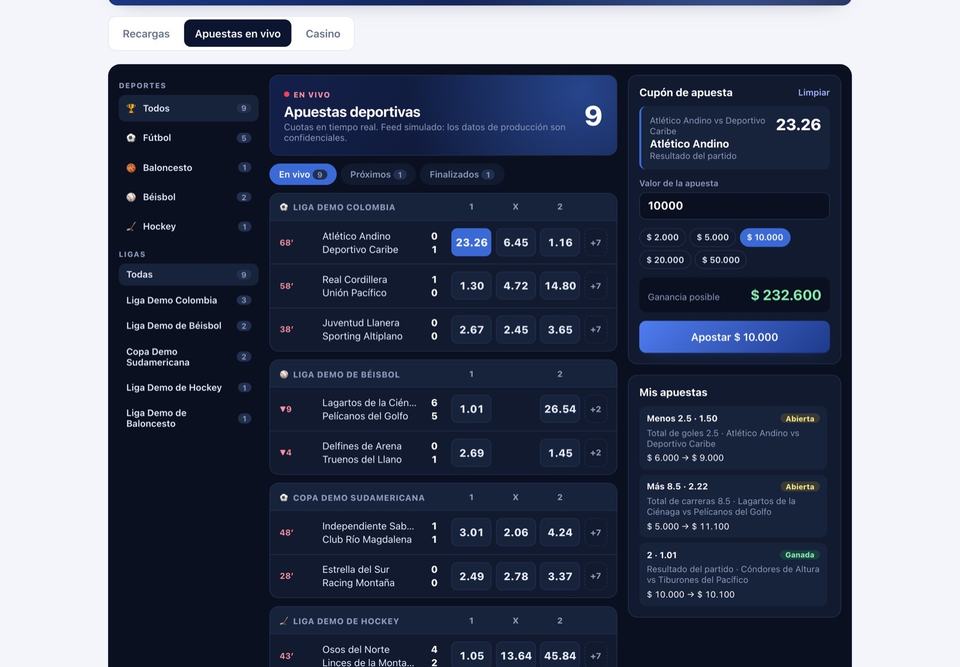 Recargas
Apuestas en vivo
Casino
DEPORTES
Todos 9
Fútbol 5
Baloncesto 1
Béisbol 2
Hockey 1
LIGAS
Todas 9
Liga Demo Colombia 3
Liga Demo de Béisbol 2
Copa Demo
Sudamericana 2
Liga Demo de Hockey 1
Liga Demo de
Baloncesto 1
EN VIVO
Apuestas deportivas
Cuotas en tiempo real. Feed simulado: los datos de producción son
confidenciales.
9
En vivo 9
Próximos 1
Finalizados 1
LIGA DEMO COLOMBIA 1 X 2
68' Atlético Andino 0
Deportivo Caribe 1
23.26 6.45 1.16 +7
58' Real Cordillera 1
Unión Pacífico 0
1.30 4.72 14.80 +7
38' Juventud Llanera 0
Sporting Altiplano 0
2.67 2.45 3.65 +7
LIGA DEMO DE BÉISBOL 1 2
▼9 Lagartos de la Cién... 6
Pelícanos del Golfo 5
1.01 26.54 +2
▼4 Delfines de Arena 0
Truenos del Llano 1
2.69 1.45 +2
COPA DEMO SUDAMERICANA 1 X 2
48' Independiente Sab... 1
Club Río Magdalena 1
3.01 2.06 4.24 +7
28' Estrella del Sur 0
Racing Montaña 0
2.49 2.78 3.37 +7
LIGA DEMO DE HOCKEY 1 X 2
43' Osos del Norte 4
Linces de la Monta... 2
1.05 13.64 45.84 +7
Cupón de apuesta
Limpiar
Atlético Andino vs Deportivo
Caribe
23.26
Atlético Andino
Resultado del partido
Valor de la apuesta
10000
$ 2.000 $ 5.000 $ 10.000
$ 20.000 $ 50.000
Ganancia posible $ 232.600
Apostar $ 10.000
Mis apuestas
Menos 2.5 · 1.50 Abierta
Total de goles 2.5 · Atlético Andino vs
Deportivo Caribe
$ 6.000 → $ 9.000
Más 8.5 · 2.22 Abierta
Total de carreras 8.5 · Lagartos de la
Ciénaga vs Pelícanos del Golfo
$ 5.000 → $ 11.100
2 · 1.01 Ganada
Resultado del partido · Cóndores de Altura
vs Tiburones del Pacífico
$ 10.000 → $ 10.100